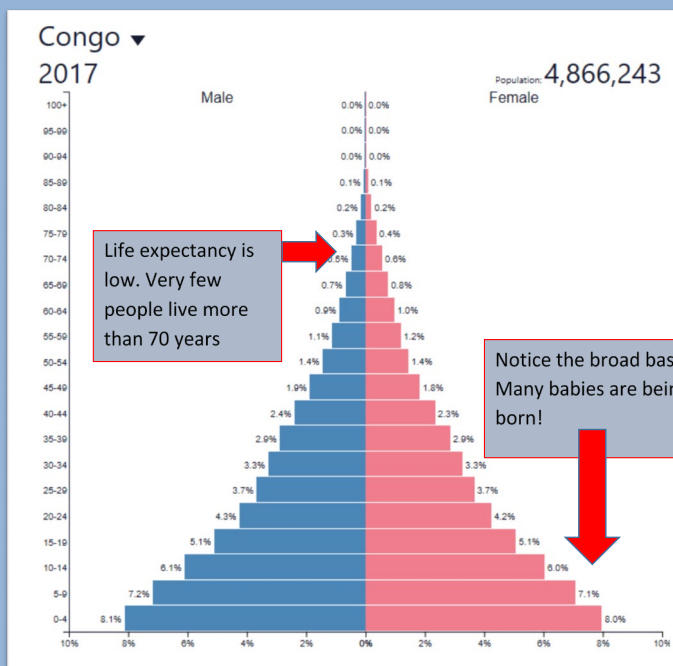 Congo
2017
Population: 4,866,243
Male Female
100+ 0.0% 0.0%
95-99 0.0% 0.0%
90-94 0.0% 0.0%
85-89 0.1% 0.1%
80-84 0.2% 0.2%
75-79 0.3% 0.4%
70-74 0.5% 0.6%
65-69 0.7% 0.8%
60-64 0.9% 1.0%
55-59 1.1% 1.2%
50-54 1.4% 1.4%
45-49 1.9% 1.8%
40-44 2.4% 2.3%
35-39 2.9% 2.9%
30-34 3.3% 3.3%
25-29 3.7% 3.7%
20-24 4.3% 4.2%
15-19 5.1% 5.1%
10-14 6.1% 6.0%
5-9 7.2% 7.1%
0-4 8.1% 8.0%
10% 8% 6% 4% 2% 0% 2% 4% 6% 8% 10%
Life expectancy is
low. Very few
people live more
than 70 years
Notice the broad bas
Many babies are bein
born!